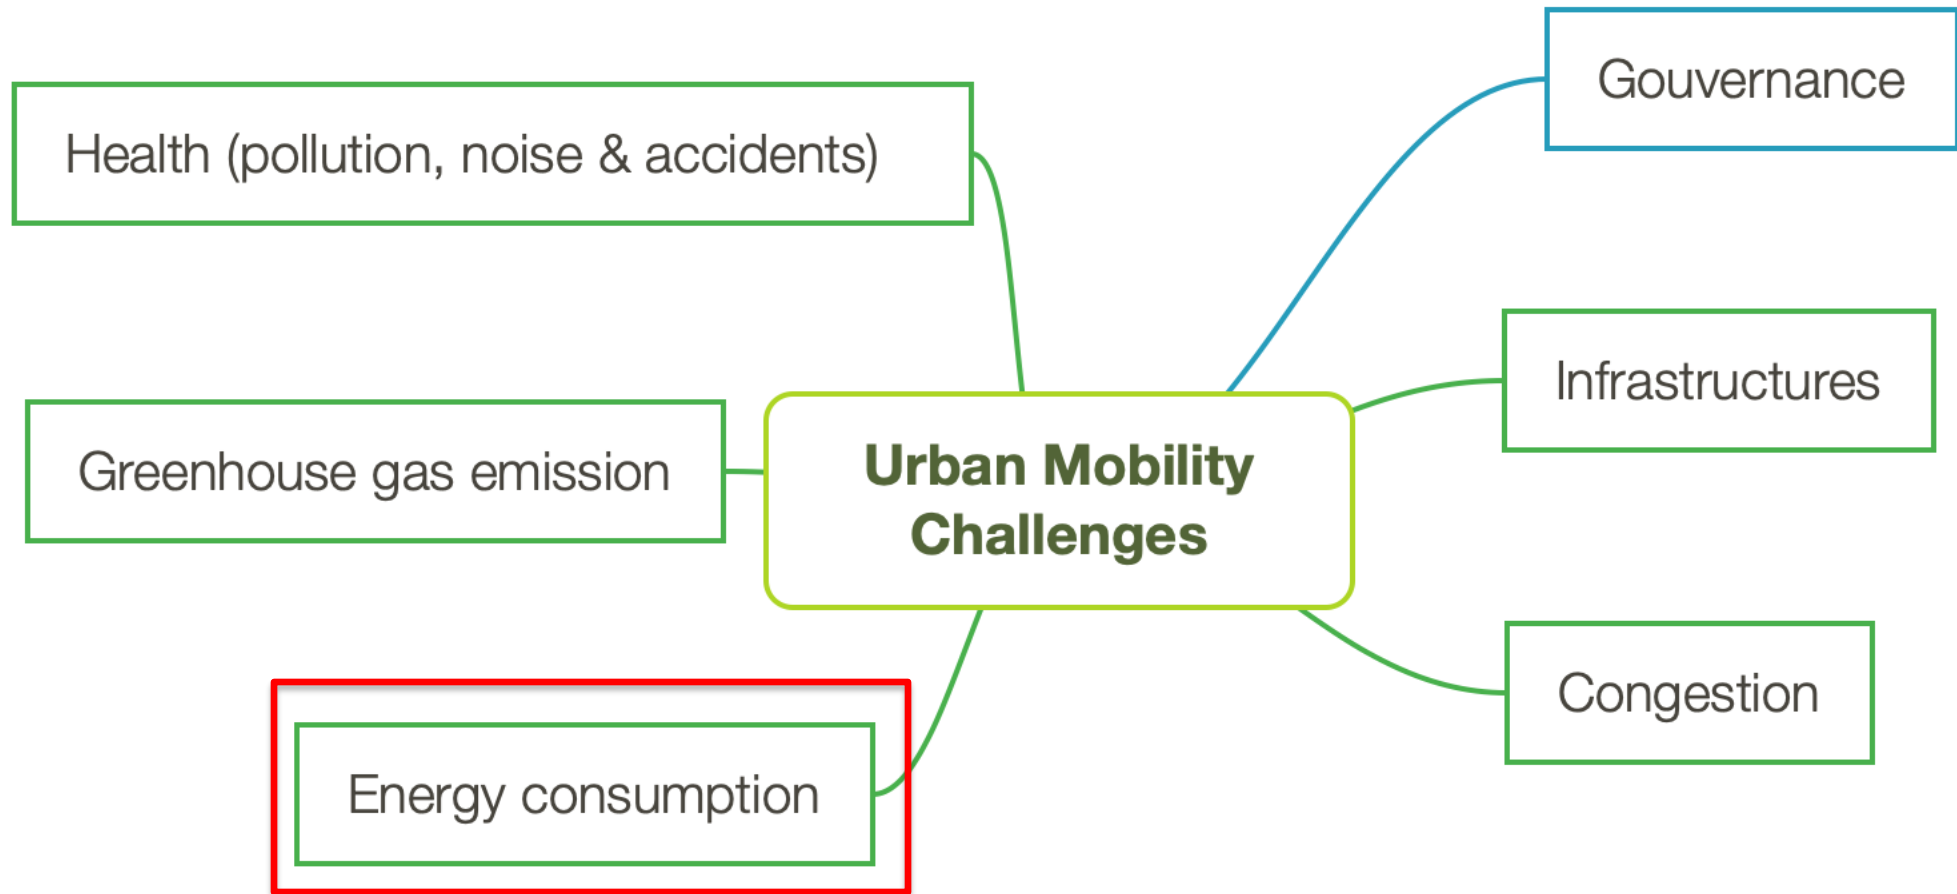 Health (pollution, noise & accidents)
Greenhouse gas emission
Energy consumption
Urban Mobility
Challenges
Gouvernance
Infrastructures
Congestion